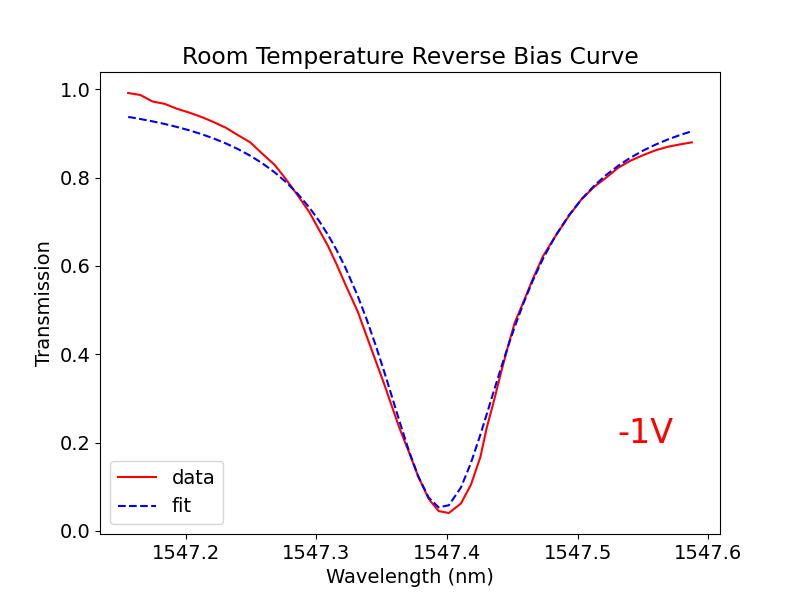 Room Temperature Reverse Bias Curve
1.0
0.8
0.6
0.4
0.2
0.0
Transmission
-1V
data
fit
1547.2 1547.3 1547.4 1547.5 1547.6
Wavelength (nm)